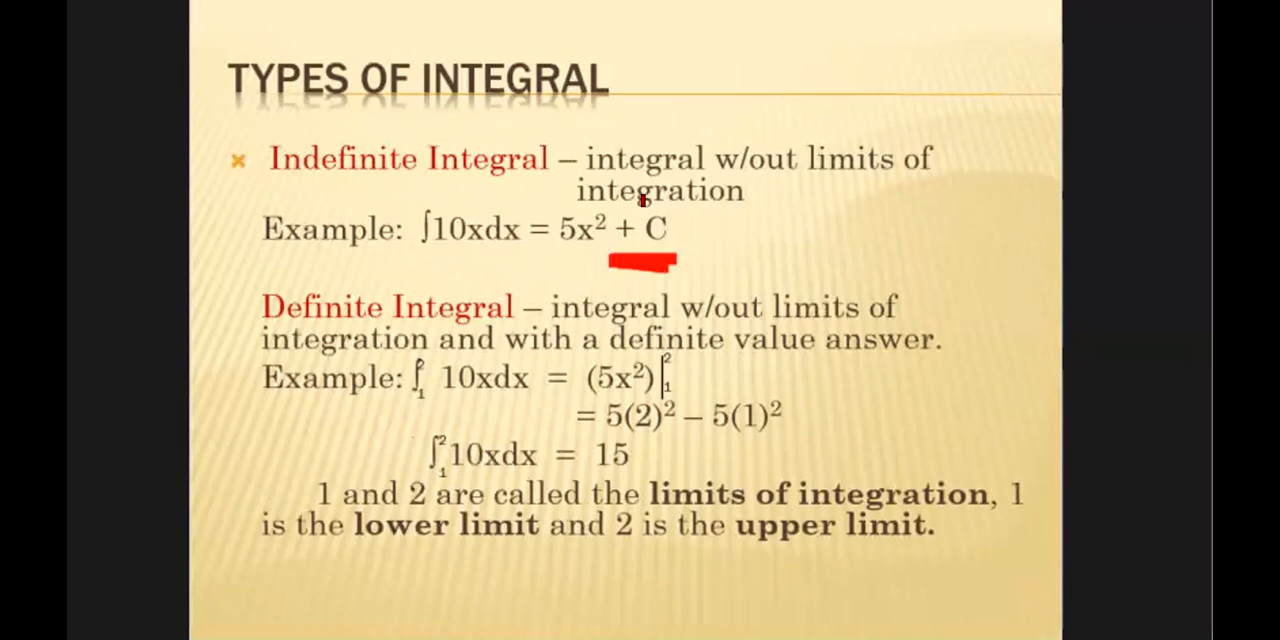 TYPES OF INTEGRAL
Indefinite Integral – integral w/out limits of
integration
Example: ∫10xdx = 5x² + C
Definite Integral – integral w/out limits of
integration and with a definite value answer.
Example: ∫₁² 10xdx = (5x²)|₁²
= 5(2)² – 5(1)²
∫₁² 10xdx = 15
1 and 2 are called the limits of integration, 1
is the lower limit and 2 is the upper limit.